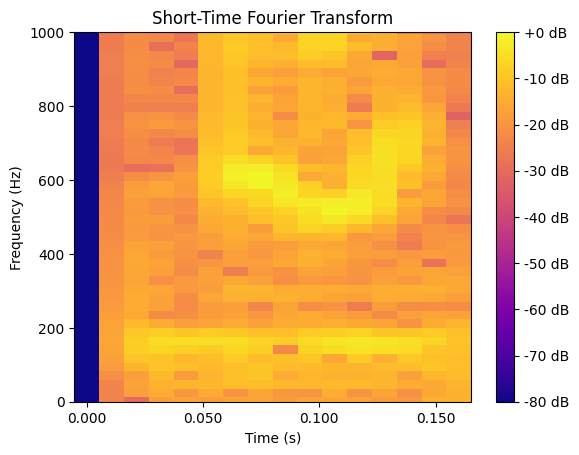 Short-Time Fourier Transform
1000
800
600
400
200
0
Frequency (Hz)
0.000
0.050
0.100
0.150
Time (s)
+0 dB
-10 dB
-20 dB
-30 dB
-40 dB
-50 dB
-60 dB
-70 dB
-80 dB